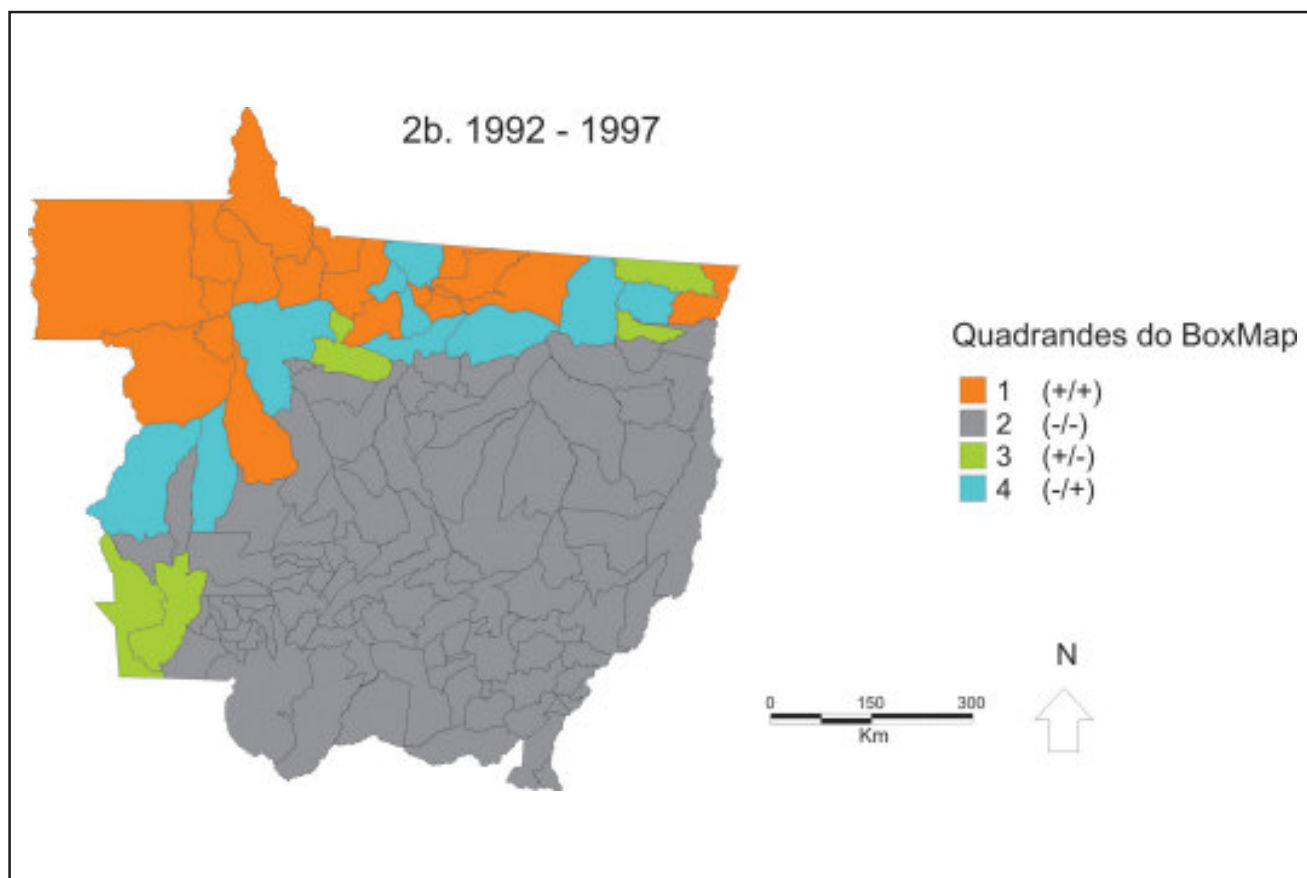 2b. 1992 - 1997
Quadrandes do BoxMap
1 (+/+)
2 (-/-)
3 (+/-)
4 (-/+)
N
0 150 300
Km